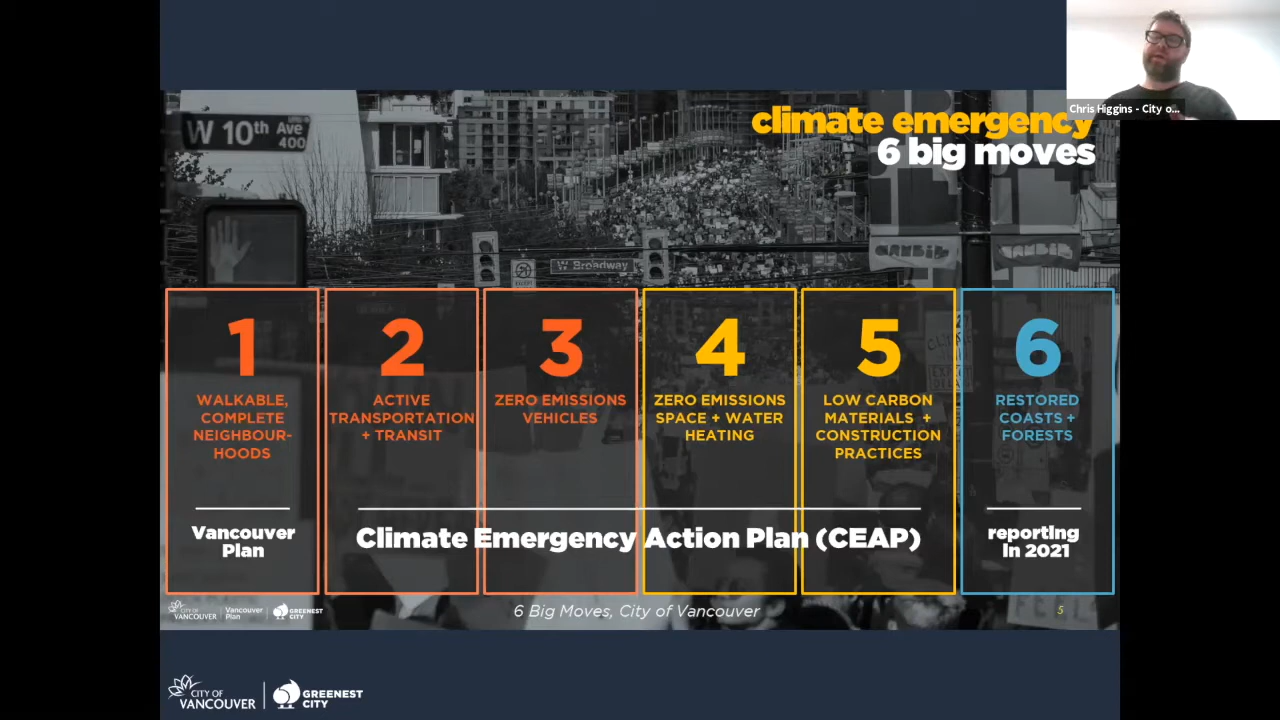 Chris Higgins - City o...
climate emergency
6 big moves
W 10th Ave
400
W Broadway
CAMBIE
CAMBIE
1
WALKABLE,
COMPLETE
NEIGHBOUR-
HOODS
Vancouver
Plan
2
ACTIVE
TRANSPORTATION
+ TRANSIT
3
ZERO EMISSIONS
VEHICLES
4
ZERO EMISSIONS
SPACE + WATER
HEATING
5
LOW CARBON
MATERIALS +
CONSTRUCTION
PRACTICES
Climate Emergency Action Plan (CEAP)
6
RESTORED
COASTS +
FORESTS
reporting
in 2021
CITY OF
VANCOUVER
Vancouver
Plan
GREENEST
CITY
6 Big Moves, City of Vancouver
5
CITY OF
VANCOUVER
GREENEST
CITY